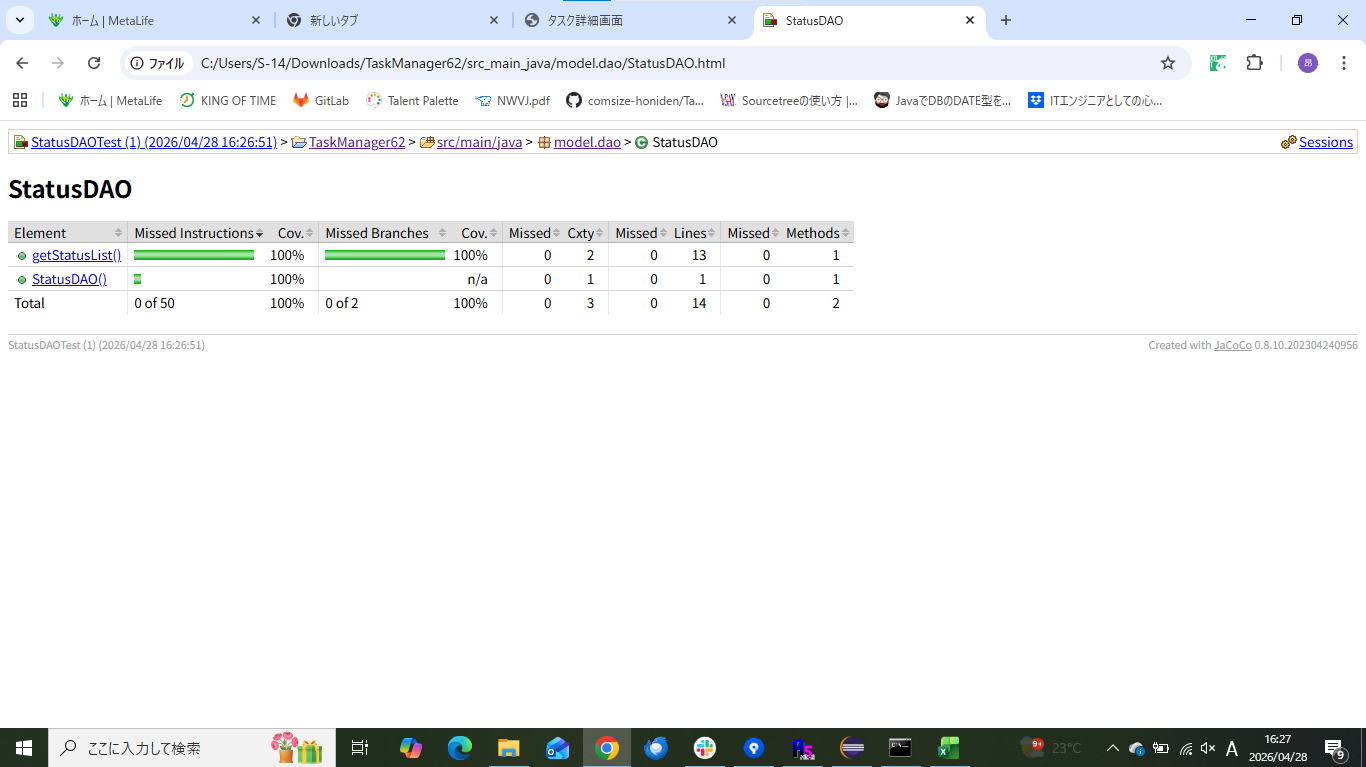 ホーム | MetaLife
新しいタブ
タスク詳細画面
StatusDAO
ファイル C:/Users/S-14/Downloads/TaskManager62/src_main_java/model.dao/StatusDAO.html
昂
ホーム | MetaLife KING OF TIME GitLab Talent Palette NWVJ.pdf comsize-honiden/Ta... Sourcetreeの使い方 |... JavaでDBのDATE型を... ITエンジニアとしての心...
StatusDAOTest (1) (2026/04/28 16:26:51) > TaskManager62 > src/main/java > model.dao > StatusDAO Sessions
StatusDAO
Element Missed Instructions Cov. Missed Branches Cov. Missed Cxty Missed Lines Missed Methods
getStatusList() 100% 100% 0 2 0 13 0 1
StatusDAO() 100% n/a 0 1 0 1 0 1
Total 0 of 50 100% 0 of 2 100% 0 3 0 14 0 2
StatusDAOTest (1) (2026/04/28 16:26:51) Created with JaCoCo 0.8.10.202304240956
ここに入力して検索
9+ 23°C
A
16:27
2026/04/28
9